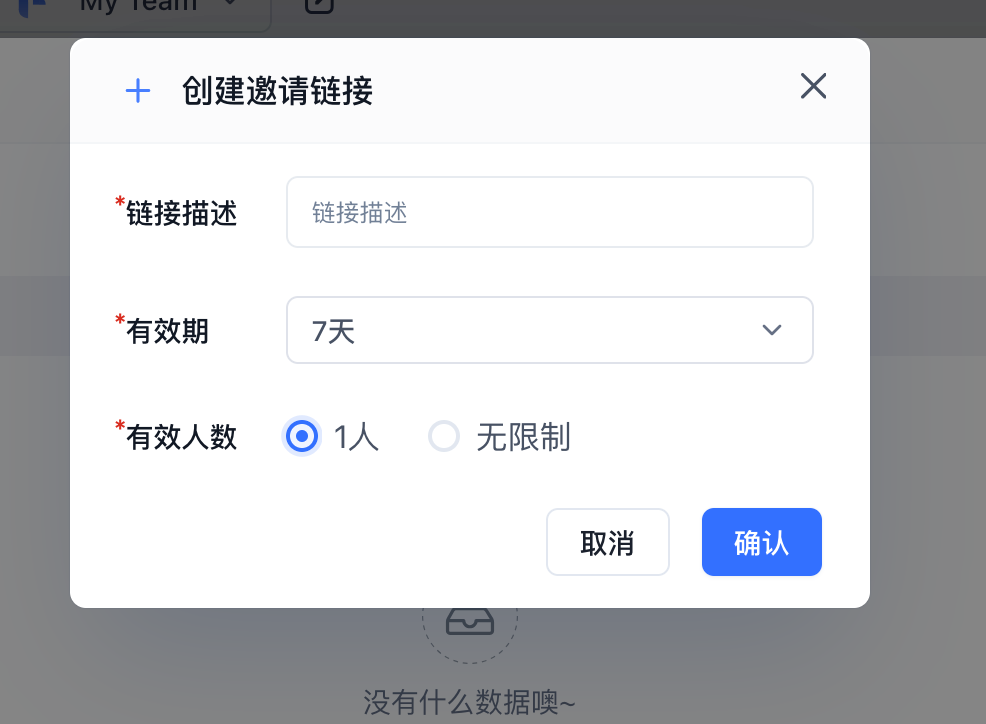 My Team
创建邀请链接
*链接描述
链接描述
*有效期
7天
*有效人数
1人
无限制
取消
确认
没有什么数据噢~